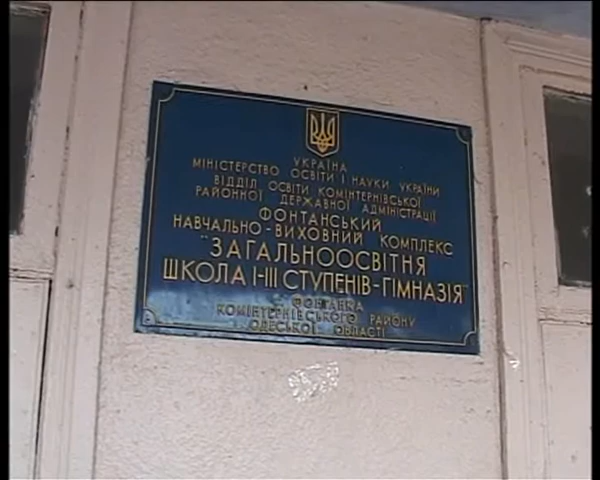 УКРАЇНА
МІНІСТЕРСТВО ОСВІТИ І НАУКИ УКРАЇНИ
ВІДДІЛ ОСВІТИ КОМІНТЕРНІВСЬКОЇ
РАЙОННОЇ ДЕРЖАВНОЇ АДМІНІСТРАЦІЇ
ФОНТАНСЬКИЙ
НАВЧАЛЬНО-ВИХОВНИЙ КОМПЛЕКС
"ЗАГАЛЬНООСВІТНЯ
ШКОЛА І-ІІІ СТУПЕНІВ-ГІМНАЗІЯ"
ФОНТАНКА
КОМІНТЕРНІВСЬКОГО РАЙОНУ
ОДЕСЬКОЇ ОБЛАСТІ